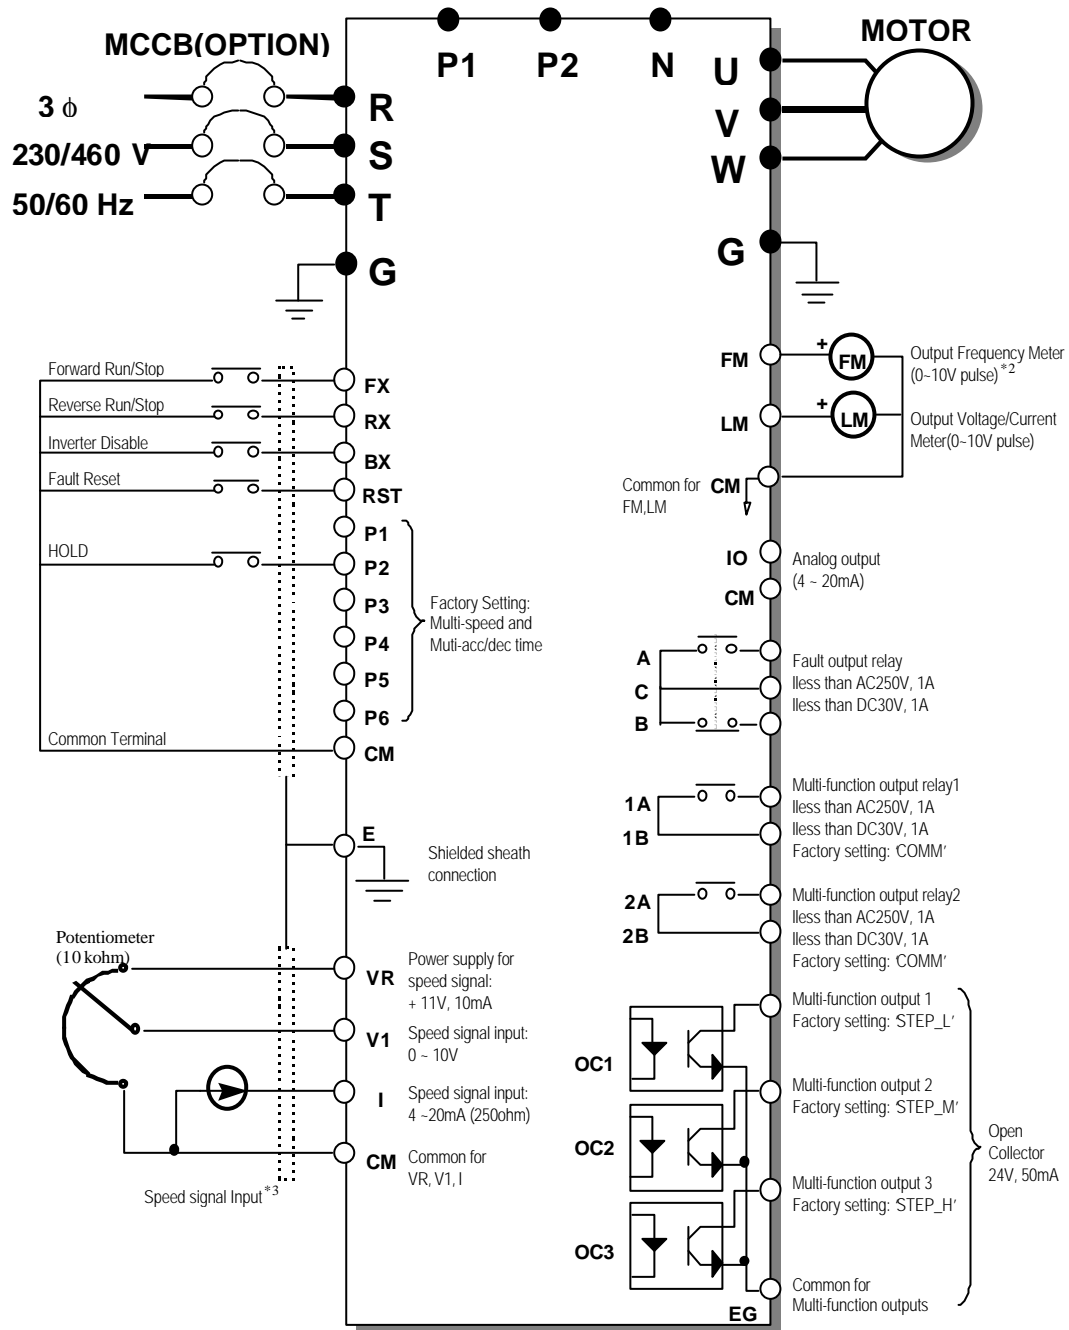 MCCB(OPTION)
P1
P2
N
MOTOR
3 ϕ
230/460 V
50/60 Hz
R
S
T
G
U
V
W
G
Forward Run/Stop
FX
Reverse Run/Stop
RX
Inverter Disable
BX
Fault Reset
RST
P1
HOLD
P2
P3
P4
P5
P6
Factory Setting:
Multi-speed and
Muti-acc/dec time
Common Terminal
CM
E
Shielded sheath
connection
Potentiometer
(10 kohm)
VR
Power supply for
speed signal:
+ 11V, 10mA
V1
Speed signal input:
0 ~ 10V
I
Speed signal input:
4 ~20mA (250ohm)
CM
Common for
VR, V1, I
Speed signal Input*3
FM
+
FM
Output Frequency Meter
(0~10V pulse)*2
LM
+
LM
Output Voltage/Current
Meter(0~10V pulse)
Common for
FM,LM
CM
IO
Analog output
(4 ~ 20mA)
CM
A
C
B
Fault output relay
lless than AC250V, 1A
lless than DC30V, 1A
1A
1B
Multi-function output relay1
lless than AC250V, 1A
lless than DC30V, 1A
Factory setting: ‘COMM’
2A
2B
Multi-function output relay2
lless than AC250V, 1A
lless than DC30V, 1A
Factory setting: ‘COMM’
OC1
Multi-function output 1
Factory setting: ‘STEP_L’
OC2
Multi-function output 2
Factory setting: ‘STEP_M’
OC3
Multi-function output 3
Factory setting: ‘STEP_H’
Open
Collector
24V, 50mA
EG
Common for
Multi-function outputs